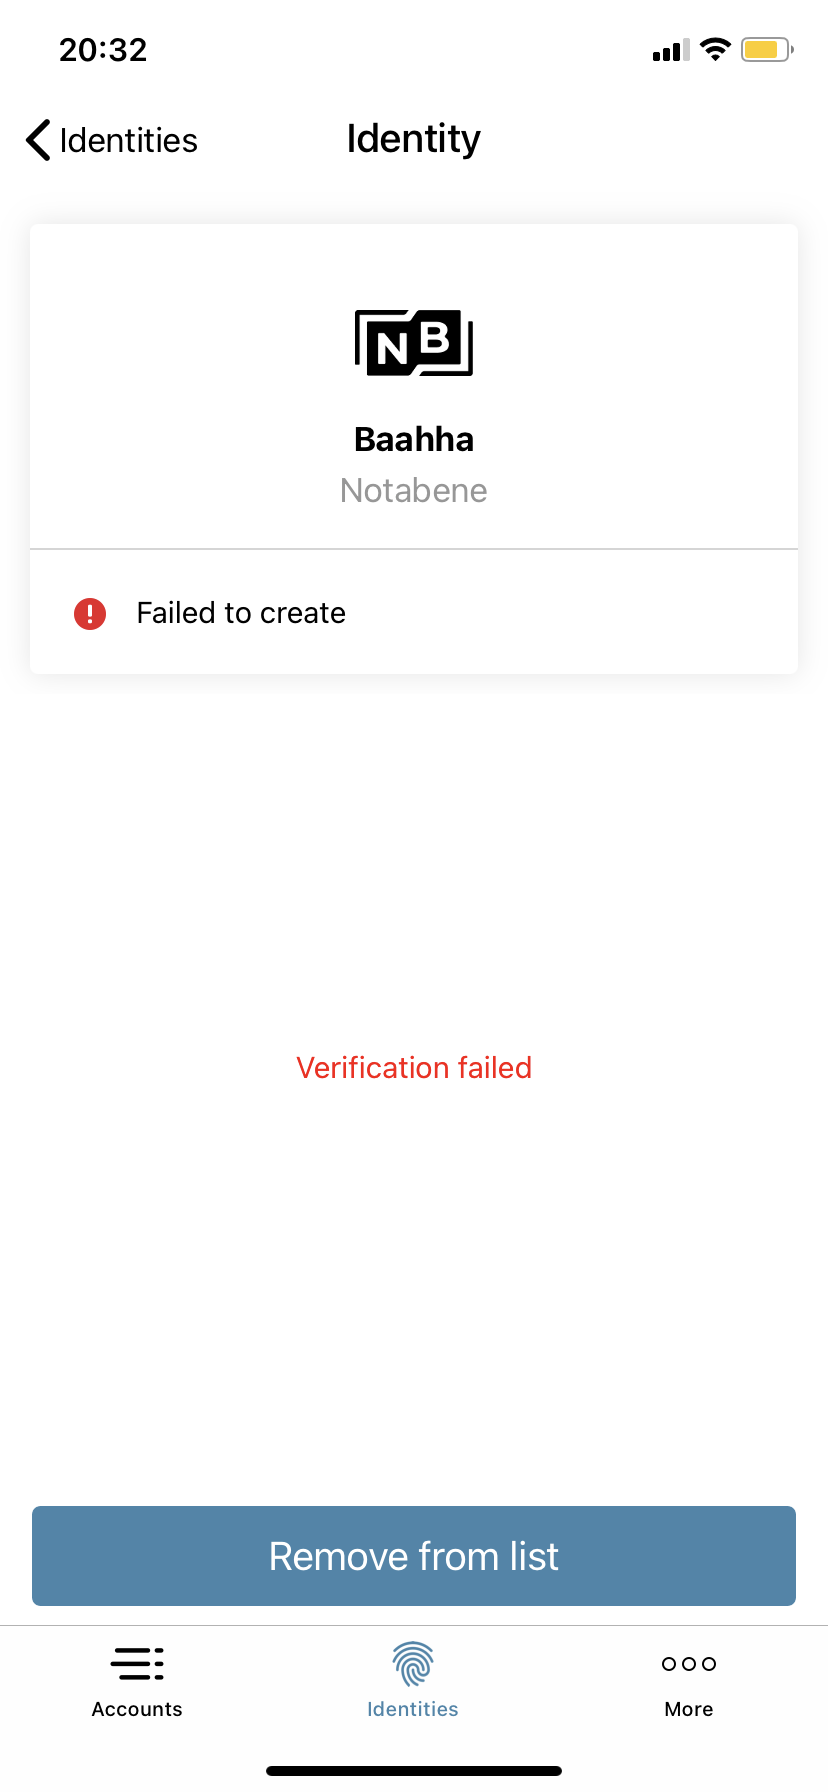 20:32
Identities
Identity
NB
Baahha
Notabene
Failed to create
Verification failed
Remove from list
Accounts
Identities
More